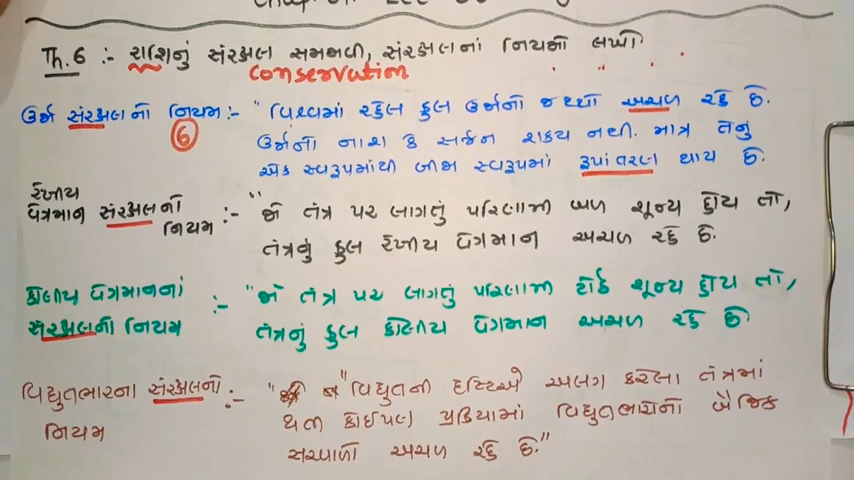 Th. 6 :- રાશિનું સંરક્ષણ સમજાવી, સંરક્ષણનાં નિયમો લખો
Conservation
ઉર્જા સંરક્ષણનો નિયમ :- "વિશ્વમાં રહેલ કુલ ઉર્જાનો જથ્થો અચળ રહે છે.
6
ઉર્જાનો નાશ કે સર્જન શક્ય નથી. માત્ર તેનું
એક સ્વરૂપમાંથી બીજા સ્વરૂપમાં રૂપાંતરણ થાય છે.
રેખીય
વેગમાન સંરક્ષણનો
નિયમ :- "જો તંત્ર પર લાગતું પરિણામી બળ શૂન્ય હોય તો,
તંત્રનું કુલ રેખીય વેગમાન અચળ રહે છે.
કોણીય વેગમાનનાં
સંરક્ષણનો નિયમ :- "જો તંત્ર પર લાગતું પરિણામી ટોર્ક શૂન્ય હોય તો,
તંત્રનું કુલ કોણીય વેગમાન અચળ રહે છે
વિદ્યુતભારના સંરક્ષણનો :- "વિદ્યુતની દૃષ્ટિએ અલગ કરેલા તંત્રમાં
નિયમ
થતી કોઈપણ પ્રક્રિયામાં વિદ્યુતભારોનો બૈજિક
સરવાળો અચળ રહે છે."